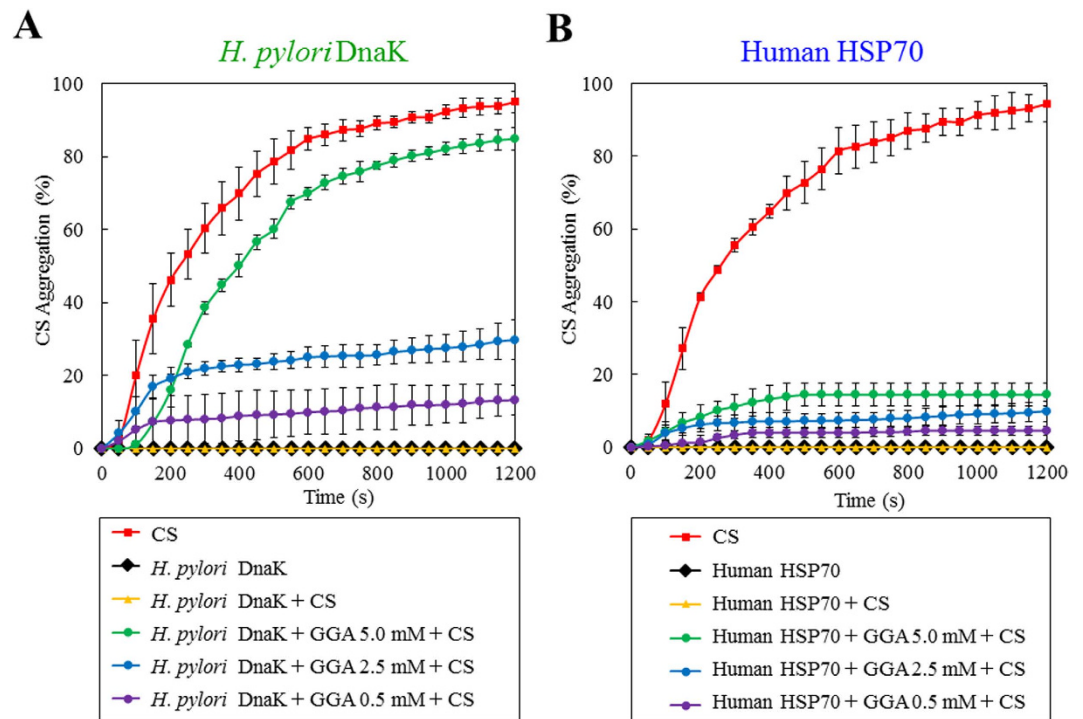 A
H. pylori DnaK
100
80
60
40
20
0
CS Aggregation (%)
0 200 400 600 800 1000 1200
Time (s)
CS
H. pylori DnaK
H. pylori DnaK + CS
H. pylori DnaK + GGA 5.0 mM + CS
H. pylori DnaK + GGA 2.5 mM + CS
H. pylori DnaK + GGA 0.5 mM + CS
B
Human HSP70
100
80
60
40
20
0
CS Aggregation (%)
0 200 400 600 800 1000 1200
Time (s)
CS
Human HSP70
Human HSP70 + CS
Human HSP70 + GGA 5.0 mM + CS
Human HSP70 + GGA 2.5 mM + CS
Human HSP70 + GGA 0.5 mM + CS